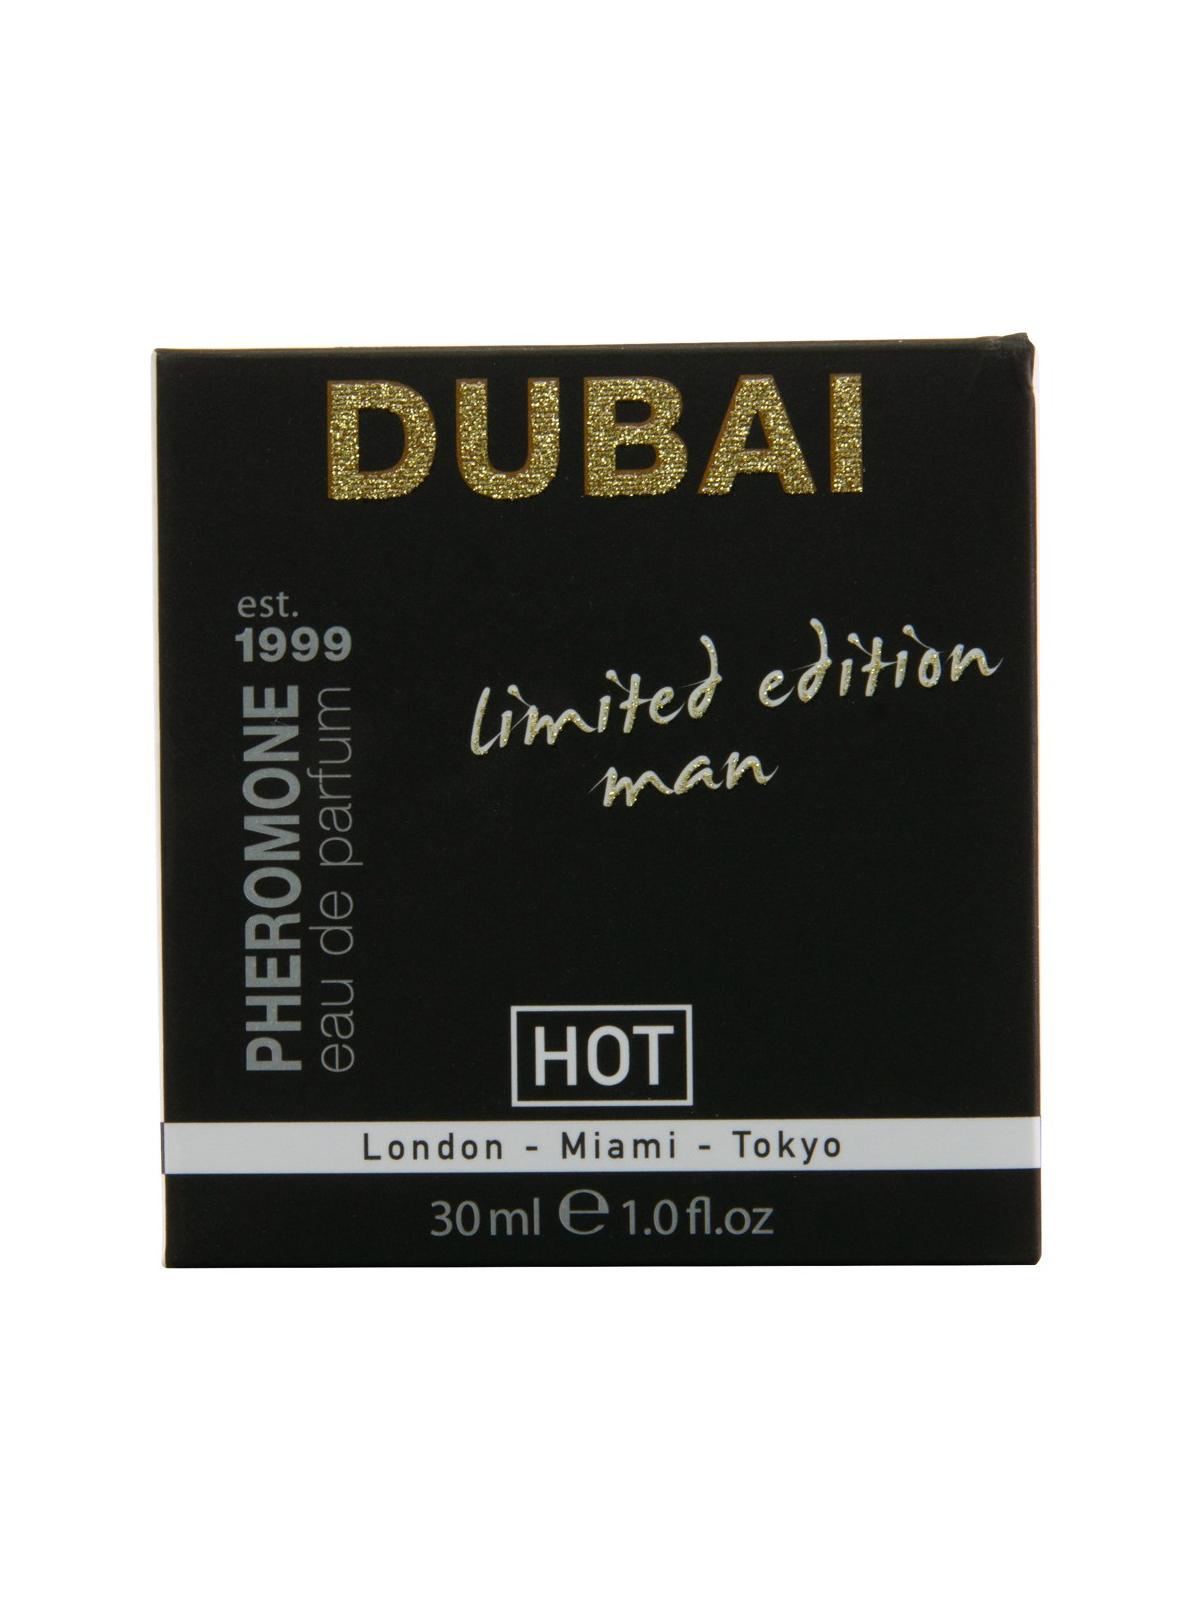 DUBAI
est.
1999
PHEROMONE
eau de parfum
limited edition
man
HOT
London - Miami - Tokyo
30ml e 1.0fl.oz